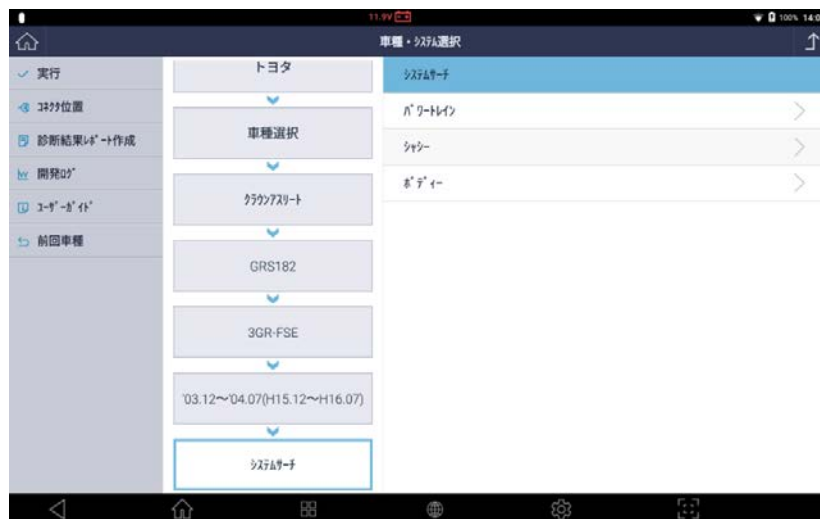 11.9V
100% 14:0
車種・ｼｽﾃﾑ選択
実行
ｺﾈｸﾀ位置
診断結果ﾚﾎﾟｰﾄ作成
開発ﾛｸﾞ
ﾕｰｻﾞｰｶﾞｲﾄﾞ
前回車種
トヨタ
車種選択
ｸﾗｳﾝｱｽﾘｰﾄ
GRS182
3GR-FSE
'03.12～'04.07(H15.12～H16.07)
ｼｽﾃﾑｻｰﾁ
ｼｽﾃﾑｻｰﾁ
ﾊﾟﾜｰﾄﾚｲﾝ
ｼｬｼｰ
ﾎﾞﾃﾞｨｰ